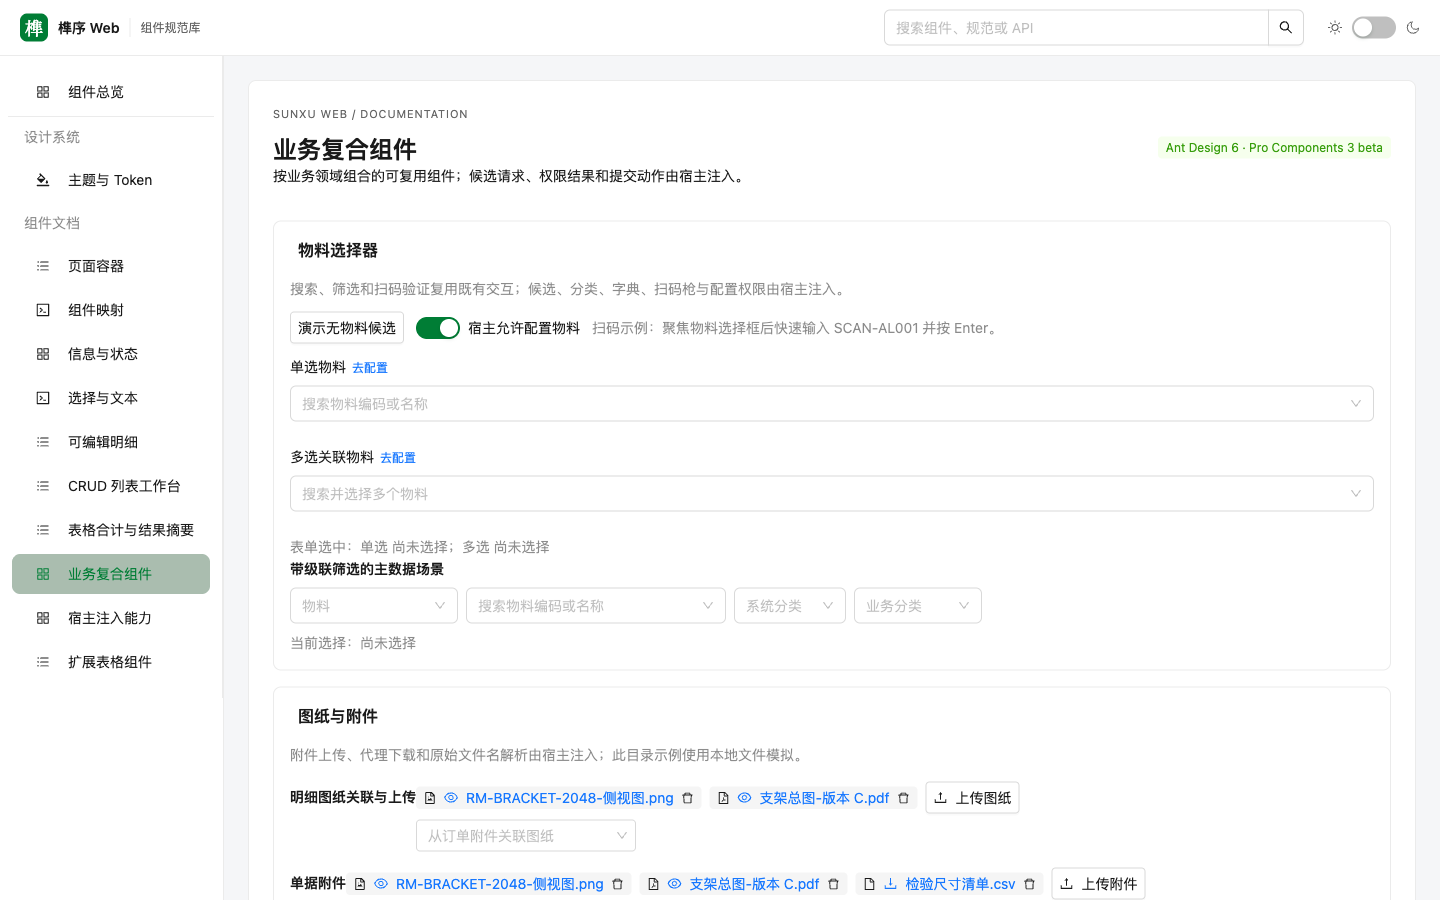 榫 榫序 Web 组件规范库 搜索组件、规范或 API
组件总览
设计系统
主题与 Token
组件文档
页面容器
组件映射
信息与状态
选择与文本
可编辑明细
CRUD 列表工作台
表格合计与结果摘要
业务复合组件
宿主注入能力
扩展表格组件
SUNXU WEB / DOCUMENTATION
业务复合组件
Ant Design 6 · Pro Components 3 beta
按业务领域组合的可复用组件；候选请求、权限结果和提交动作由宿主注入。
物料选择器
搜索、筛选和扫码验证复用既有交互；候选、分类、字典、扫码枪与配置权限由宿主注入。
演示无物料候选 宿主允许配置物料 扫码示例：聚焦物料选择框后快速输入 SCAN-AL001 并按 Enter。
单选物料 去配置
搜索物料编码或名称
多选关联物料 去配置
搜索并选择多个物料
表单选中：单选 尚未选择；多选 尚未选择
带级联筛选的主数据场景
物料 搜索物料编码或名称 系统分类 业务分类
当前选择：尚未选择
图纸与附件
附件上传、代理下载和原始文件名解析由宿主注入；此目录示例使用本地文件模拟。
明细图纸关联与上传 RM-BRACKET-2048-侧视图.png 支架总图-版本 C.pdf 上传图纸
从订单附件关联图纸
单据附件 RM-BRACKET-2048-侧视图.png 支架总图-版本 C.pdf 检验尺寸清单.csv 上传附件